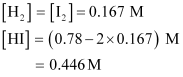 [H₂] = [I₂] = 0.167 M
[HI] = (0.78 − 2 × 0.167) M
= 0.446 M